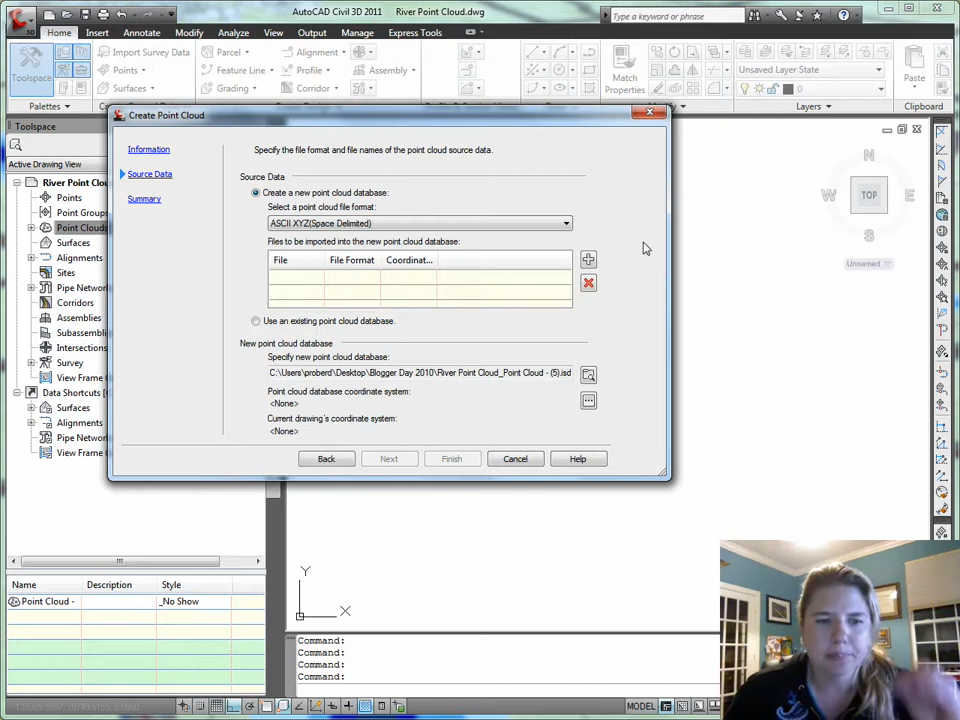 AutoCAD Civil 3D 2011 River Point Cloud.dwg
Type a keyword or phrase
3D
Home Insert Annotate Modify Analyze View Output Manage Express Tools
Toolspace
Import Survey Data
Points
Surfaces
Parcel
Feature Line
Grading
Alignment
Profile
Corridor
Assembly
Match
Properties
Unsaved Layer State
0
Paste
Palettes
Layers
Clipboard
Toolspace
Active Drawing View
River Point Clou
Points
Point Groups
Point Clouds
Surfaces
Alignments
Sites
Pipe Network
Corridors
Assemblies
Subassembl
Intersections
Survey
View Frame G
Data Shortcuts [
Surfaces
Alignments
Pipe Network
View Frame G
Name Description Style
Point Cloud - _No Show
Create Point Cloud
Information
Source Data
Summary
Specify the file format and file names of the point cloud source data.
Source Data
Create a new point cloud database:
Select a point cloud file format:
ASCII XYZ(Space Delimited)
Files to be imported into the new point cloud database:
File File Format Coordinat...
Use an existing point cloud database.
New point cloud database
Specify new point cloud database:
C:\Users\proberd\Desktop\Blogger Day 2010\River Point Cloud_Point Cloud - (5).isd
Point cloud database coordinate system:
<None>
Current drawing's coordinate system:
<None>
Back Next Finish Cancel Help
N
W TOP E
S
Unnamed
Y
X
Command:
Command:
Command:
Command:
MODEL